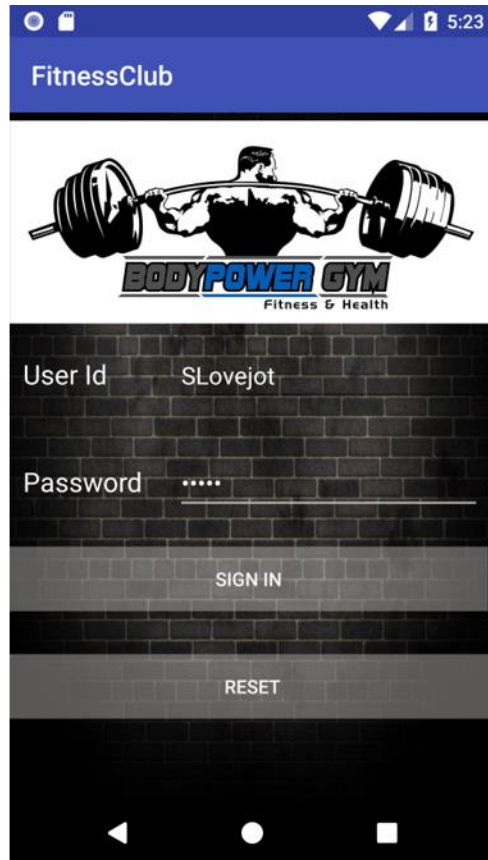 5:23
FitnessClub
BODYPOWER GYM
Fitness & Health
User Id SLovejot
Password •••••
SIGN IN
RESET